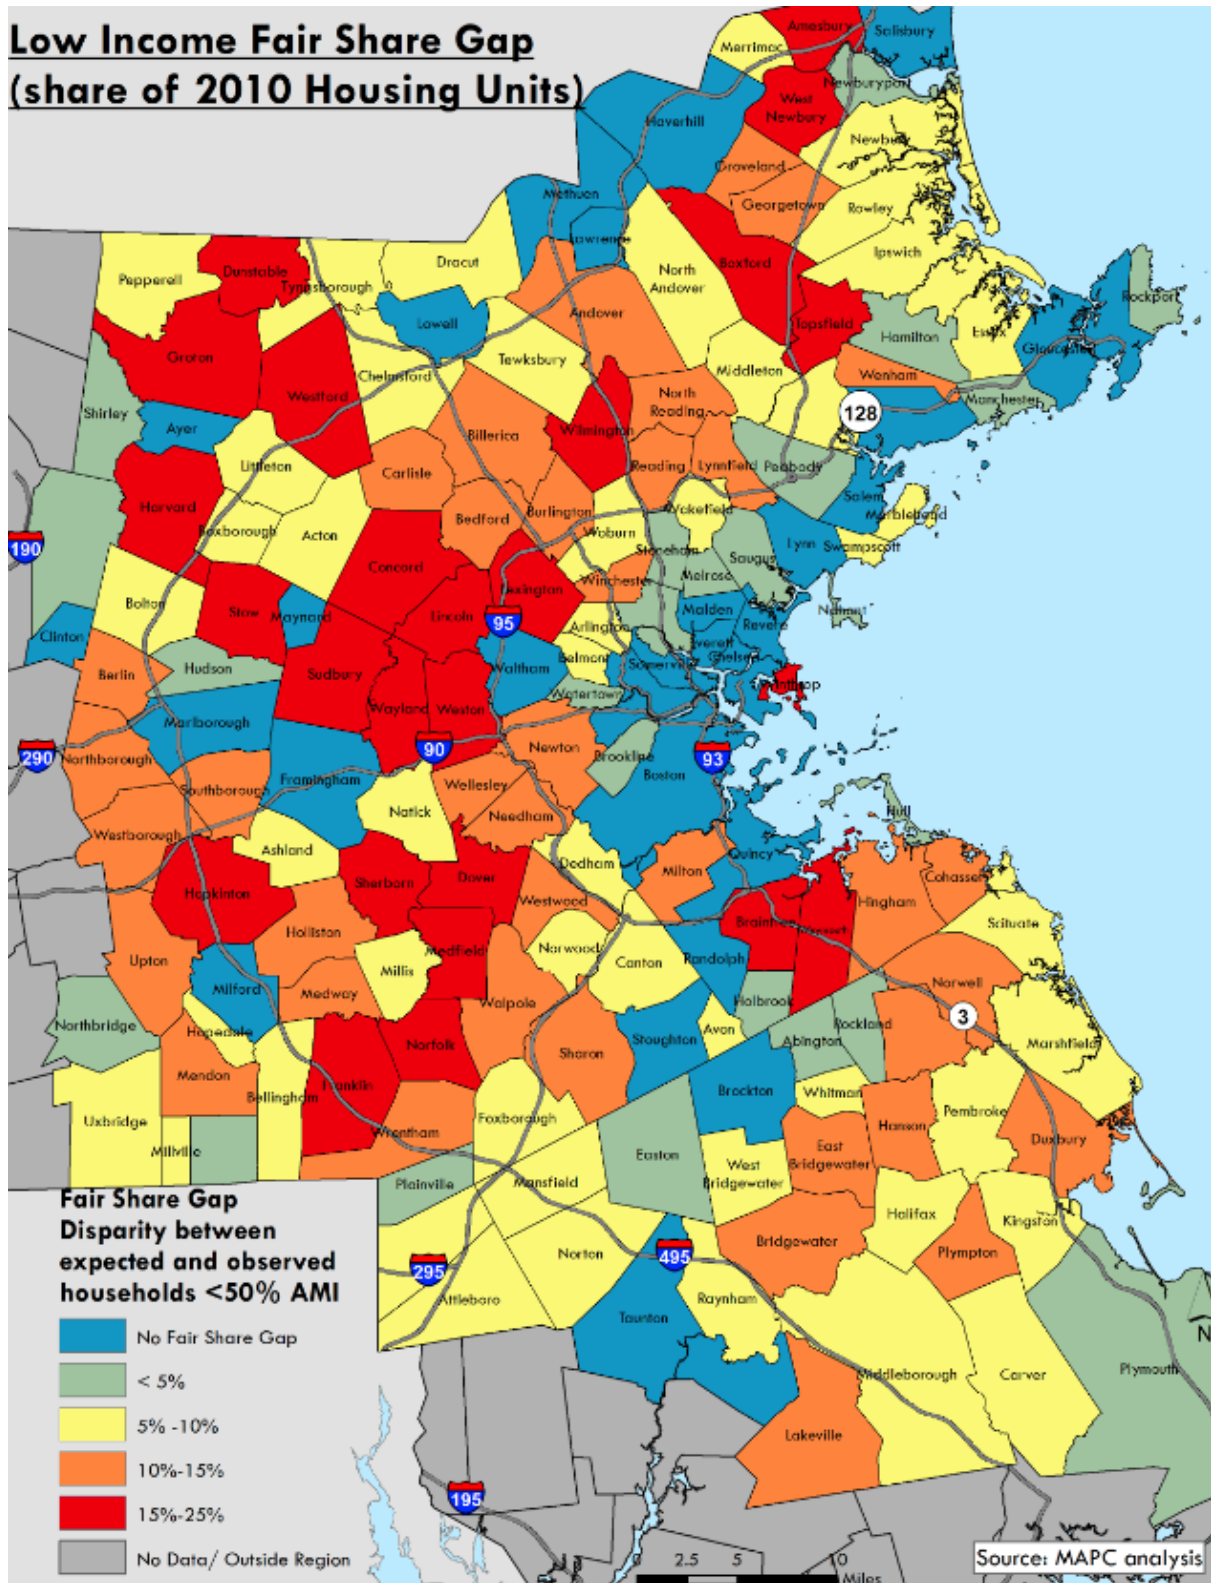 Low Income Fair Share Gap
(share of 2010 Housing Units)
Amesbury
Salisbury
Merrimac
Newburyport
West
Newbury
Haverhill
Newbury
Groveland
Methuen
Georgetown
Rowley
Lawrence
Ipswich
Dracut
North
Andover
Boxford
Pepperell
Dunstable
Tyngsborough
Rockport
Lowell
Andover
Topsfield
Essex
Hamilton
Gloucester
Groton
Tewksbury
Chelmsford
Middleton
Wenham
Westford
North
Reading
Manchester
Shirley
128
Ayer
Wilmington
Billerica
Littleton
Carlisle
Reading
Lynnfield
Peabody
Salem
Harvard
Burlington
Wakefield
Marblehead
Bedford
Boxborough
Acton
Woburn
Lynn
Swampscott
190
Stoneham
Saugus
Concord
Winchester
Melrose
Lexington
Bolton
Stow
Maynard
Lincoln
Malden
Nahant
95
Arlington
Revere
Clinton
Everett
Belmont
Chelsea
Hudson
Waltham
Somerville
Berlin
Sudbury
Winthrop
Watertown
Wayland
Weston
Marlborough
90
Newton
Brookline
93
290
Northborough
Boston
Framingham
Southborough
Wellesley
Natick
Needham
Hull
Westborough
Ashland
Dedham
Quincy
Milton
Sherborn
Dover
Cohasset
Hopkinton
Westwood
Hingham
Braintree
Scituate
Holliston
Norwood
Medfield
Upton
Canton
Randolph
Millis
Milford
Medway
Norwell
Walpole
Holbrook
3
Northbridge
Hopedale
Rockland
Avon
Stoughton
Abington
Norfolk
Sharon
Marshfield
Mendon
Franklin
Bellingham
Brockton
Whitman
Foxborough
Pembroke
Uxbridge
Hanson
Wrentham
Duxbury
East
Bridgewater
Millville
Easton
West
Bridgewater
Plainville
Mansfield
Halifax
Kingston
Bridgewater
Norton
Plympton
495
295
Attleboro
Raynham
Taunton
Middleborough
Carver
Plymouth
Lakeville
195
Fair Share Gap
Disparity between
expected and observed
households <50% AMI
No Fair Share Gap
< 5%
5% -10%
10%-15%
15%-25%
No Data/ Outside Region
N
0 2.5 5 10
Miles
Source: MAPC analysis